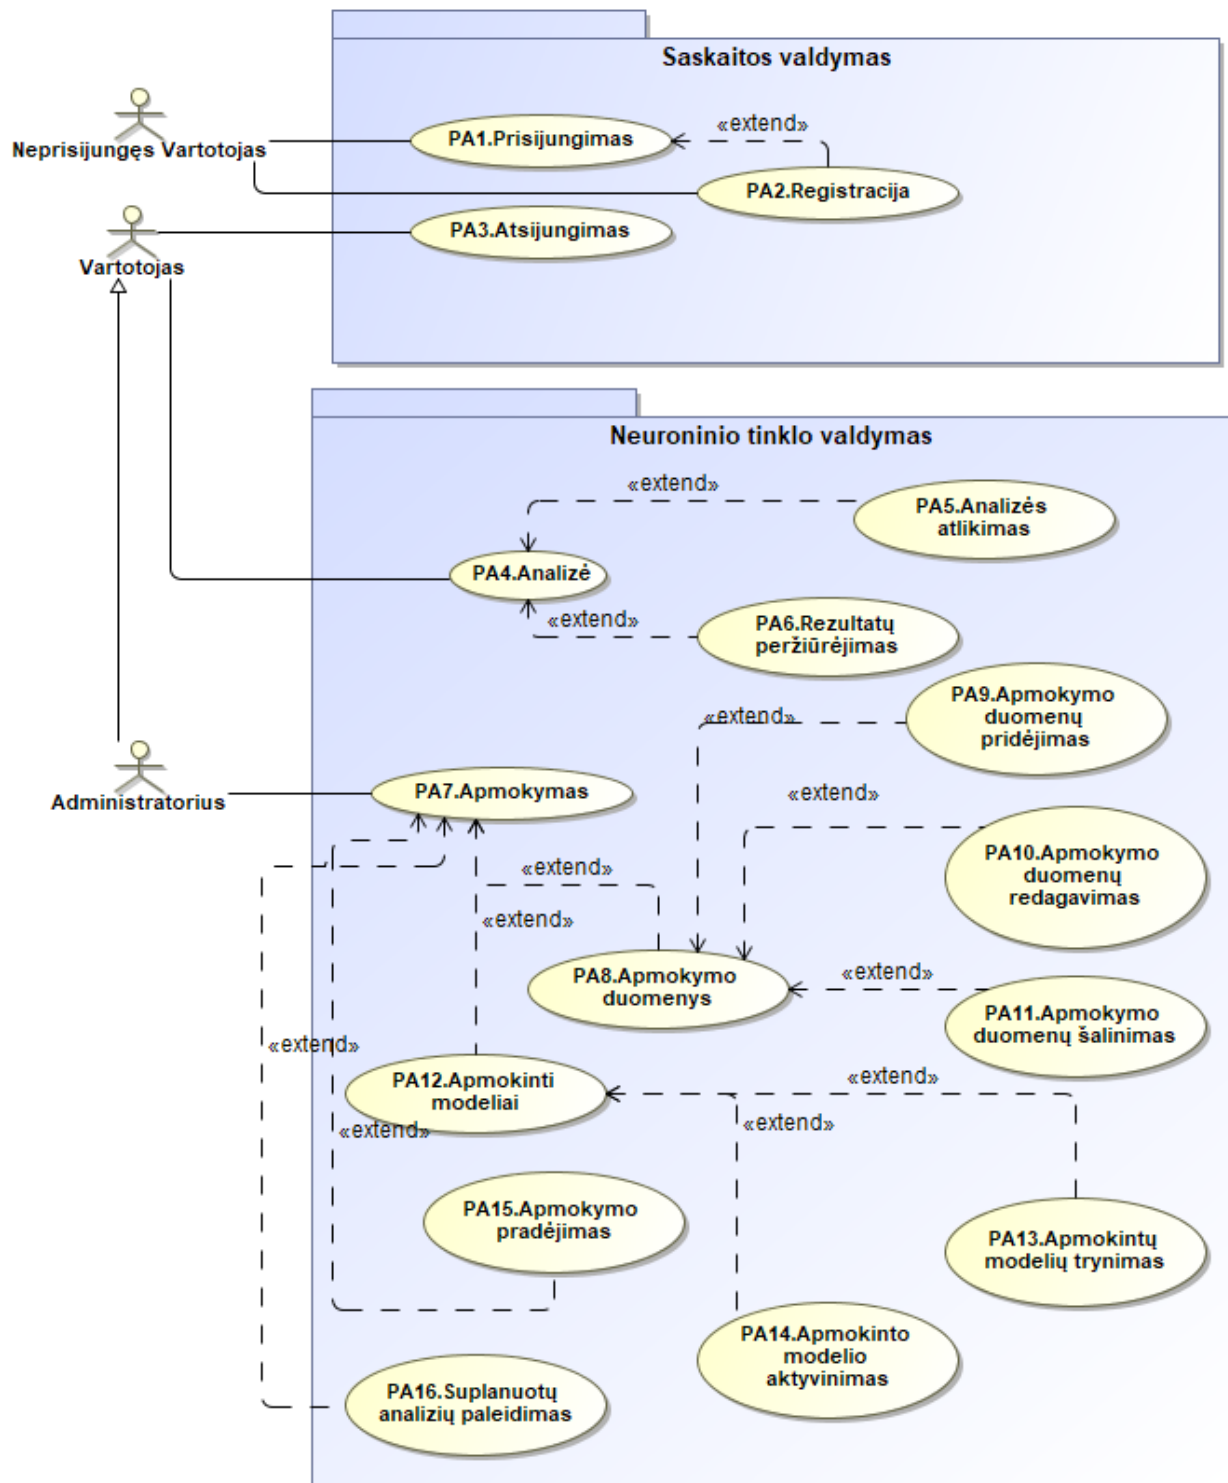 Saskaitos valdymas
Neprisijungęs Vartotojas
PA1.Prisijungimas
«extend»
PA2.Registracija
PA3.Atsijungimas
Vartotojas
Neuroninio tinklo valdymas
«extend»
PA5.Analizės
atlikimas
PA4.Analizė
«extend»
PA6.Rezultatų
peržiūrėjimas
«extend»
PA9.Apmokymo
duomenų
pridėjimas
Administratorius
PA7.Apmokymas
«extend»
PA10.Apmokymo
duomenų
redagavimas
«extend»
«extend»
PA8.Apmokymo
duomenys
«extend»
PA11.Apmokymo
duomenų šalinimas
«extend»
PA12.Apmokinti
modeliai
«extend»
«extend»
«extend»
PA15.Apmokymo
pradėjimas
PA13.Apmokintų
modelių trynimas
PA14.Apmokinto
modelio
aktyvinimas
PA16.Suplanuotų
analizių paleidimas